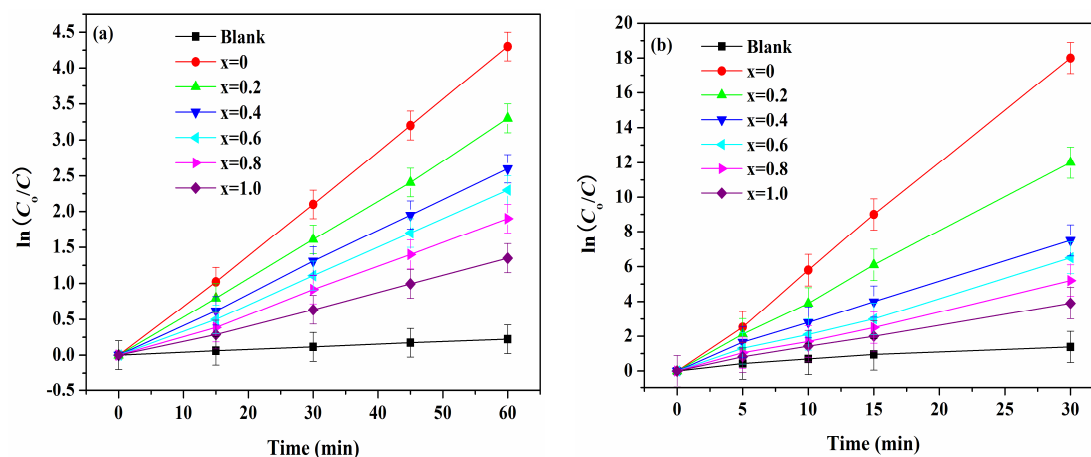 (a)
Blank
x=0
x=0.2
x=0.4
x=0.6
x=0.8
x=1.0
4.5
4.0
3.5
3.0
2.5
2.0
1.5
1.0
0.5
0.0
-0.5
ln (Co/C)
0 10 20 30 40 50 60
Time (min)
(b)
Blank
x=0
x=0.2
x=0.4
x=0.6
x=0.8
x=1.0
20
18
16
14
12
10
8
6
4
2
0
ln (Co/C)
0 5 10 15 20 25 30
Time (min)